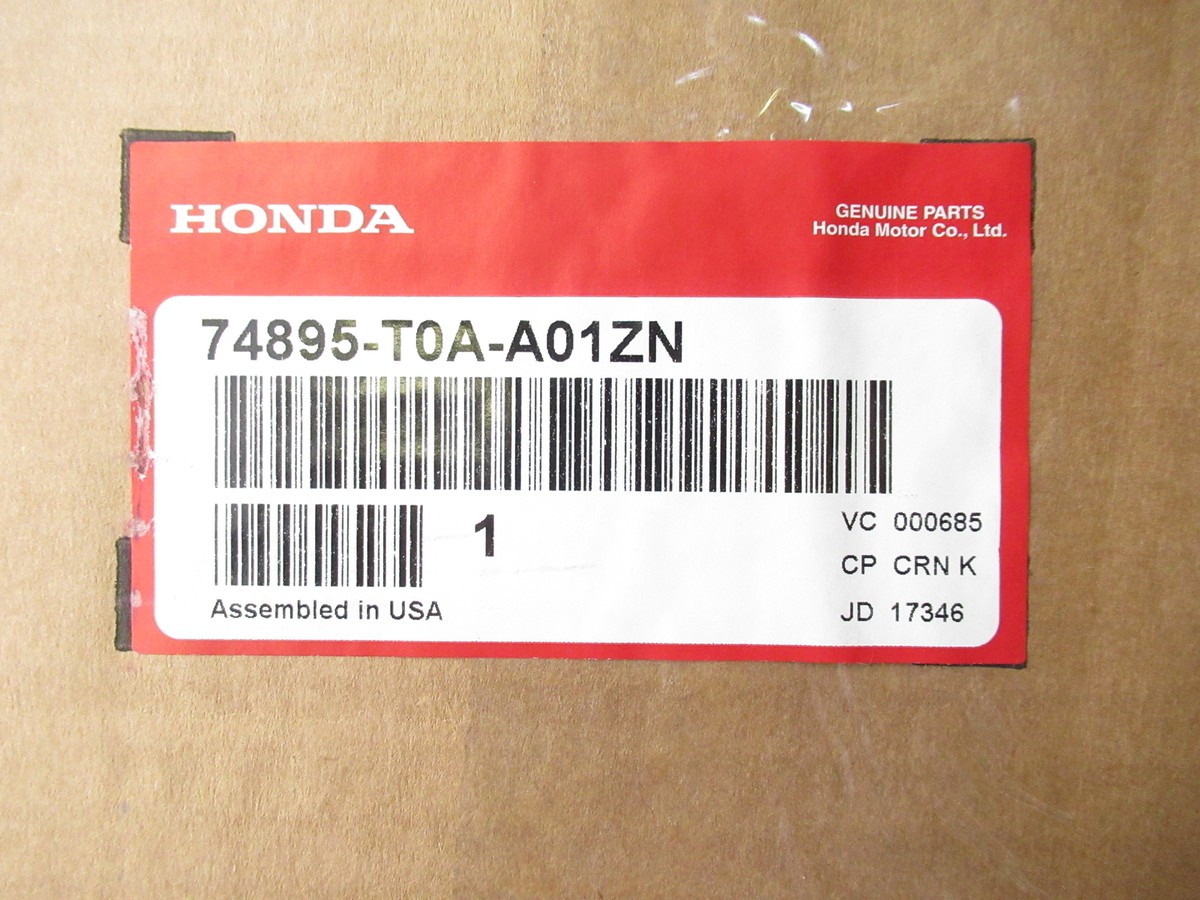 HONDA
GENUINE PARTS
Honda Motor Co., Ltd.
74895-T0A-A01ZN
1
VC 000685
CP CRN K
JD 17346
Assembled in USA